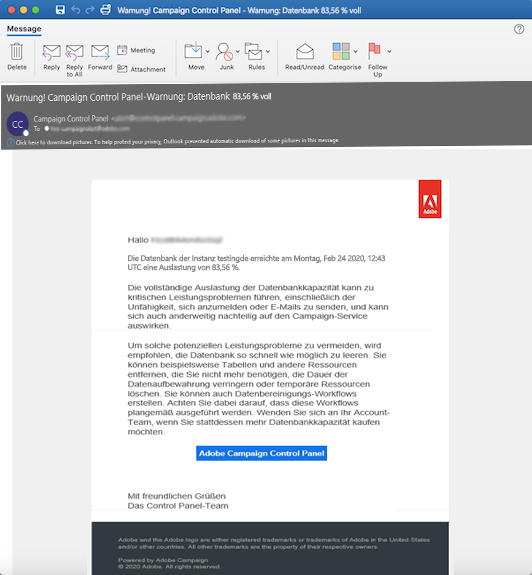 Warnung! Campaign Control Panel - Warnung: Datenbank 83,56 % voll
Message
Delete
Reply
Reply to All
Forward
Meeting
Attachment
Move
Junk
Rules
Read/Unread
Categorise
Follow Up
Warnung! Campaign Control Panel-Warnung: Datenbank 83,56 % voll
CC
Campaign Control Panel
To
Click here to download pictures. To help protect your privacy, Outlook prevented automatic download of some pictures in this message.
Adobe
Hallo
Die Datenbank der Instanz testingde erreichte am Montag, Feb 24 2020, 12:43
UTC eine Auslastung von 83,56 %.
Die vollständige Auslastung der Datenbankkapazität kann zu
kritischen Leistungsproblemen führen, einschließlich der
Unfähigkeit, sich anzumelden oder E-Mails zu senden, und kann
sich auch anderweitig nachteilig auf den Campaign-Service
auswirken.
Um solche potenziellen Leistungsprobleme zu vermeiden, wird
empfohlen, die Datenbank so schnell wie möglich zu leeren. Sie
können beispielsweise Tabellen und andere Ressourcen
entfernen, die Sie nicht mehr benötigen, die Dauer der
Datenaufbewahrung verringern oder temporäre Ressourcen
löschen. Sie können auch Datenbereinigungs-Workflows
erstellen. Achten Sie dabei darauf, dass diese Workflows
plangemäß ausgeführt werden. Wenden Sie sich an Ihr Account-
Team, wenn Sie stattdessen mehr Datenbankkapazität kaufen
möchten.
Adobe Campaign Control Panel
Mit freundlichen Grüßen
Das Control Panel-Team
Adobe and the Adobe logo are either registered trademarks or trademarks of Adobe in the United States
and/or other countries. All other trademarks are the property of their respective owners.
Powered by Adobe Campaign
© 2020 Adobe. All rights reserved.